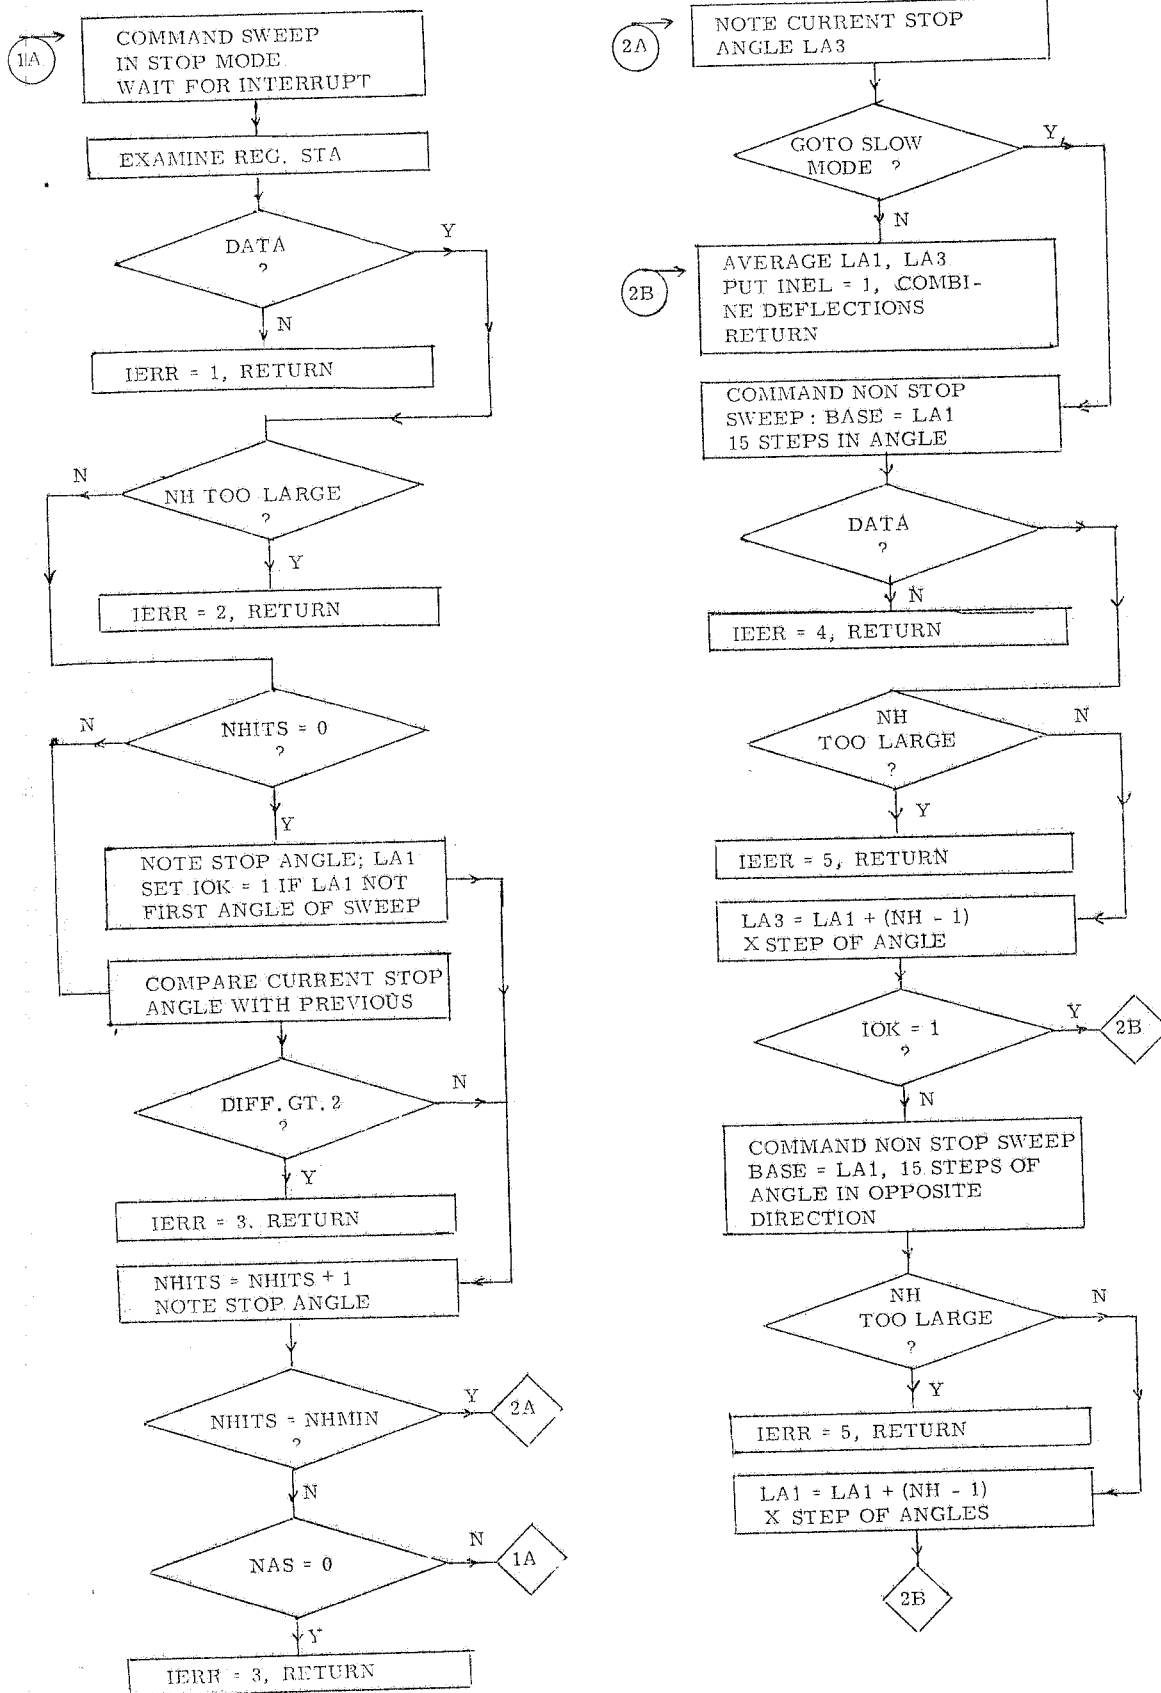 1A
COMMAND SWEEP
IN STOP MODE
WAIT FOR INTERRUPT
EXAMINE REG. STA
DATA
?
Y
N
IERR = 1, RETURN
N
NH TOO LARGE
?
Y
IERR = 2, RETURN
N
NHITS = 0
?
Y
NOTE STOP ANGLE; LA1
SET IOK = 1 IF LA1 NOT
FIRST ANGLE OF SWEEP
COMPARE CURRENT STOP
ANGLE WITH PREVIOUS
N
DIFF. GT. 2
?
Y
IERR = 3. RETURN
NHITS = NHITS + 1
NOTE STOP ANGLE
NHITS = NHMIN
?
Y
2A
N
NAS = 0
N
1A
Y
IERR = 3, RETURN
2A
NOTE CURRENT STOP
ANGLE LA3
GOTO SLOW
MODE ?
Y
N
2B
AVERAGE LA1, LA3
PUT INEL = 1, COMBI-
NE DEFLECTIONS
RETURN
COMMAND NON STOP
SWEEP: BASE = LA1
15 STEPS IN ANGLE
DATA
?
N
IEER = 4, RETURN
NH
TOO LARGE
?
N
Y
IEER = 5, RETURN
LA3 = LA1 + (NH - 1)
X STEP OF ANGLE
IOK = 1
?
Y
2B
N
COMMAND NON STOP SWEEP
BASE = LA1, 15 STEPS OF
ANGLE IN OPPOSITE
DIRECTION
NH
TOO LARGE
?
N
Y
IERR = 5, RETURN
LA1 = LA1 + (NH - 1)
X STEP OF ANGLES
2B